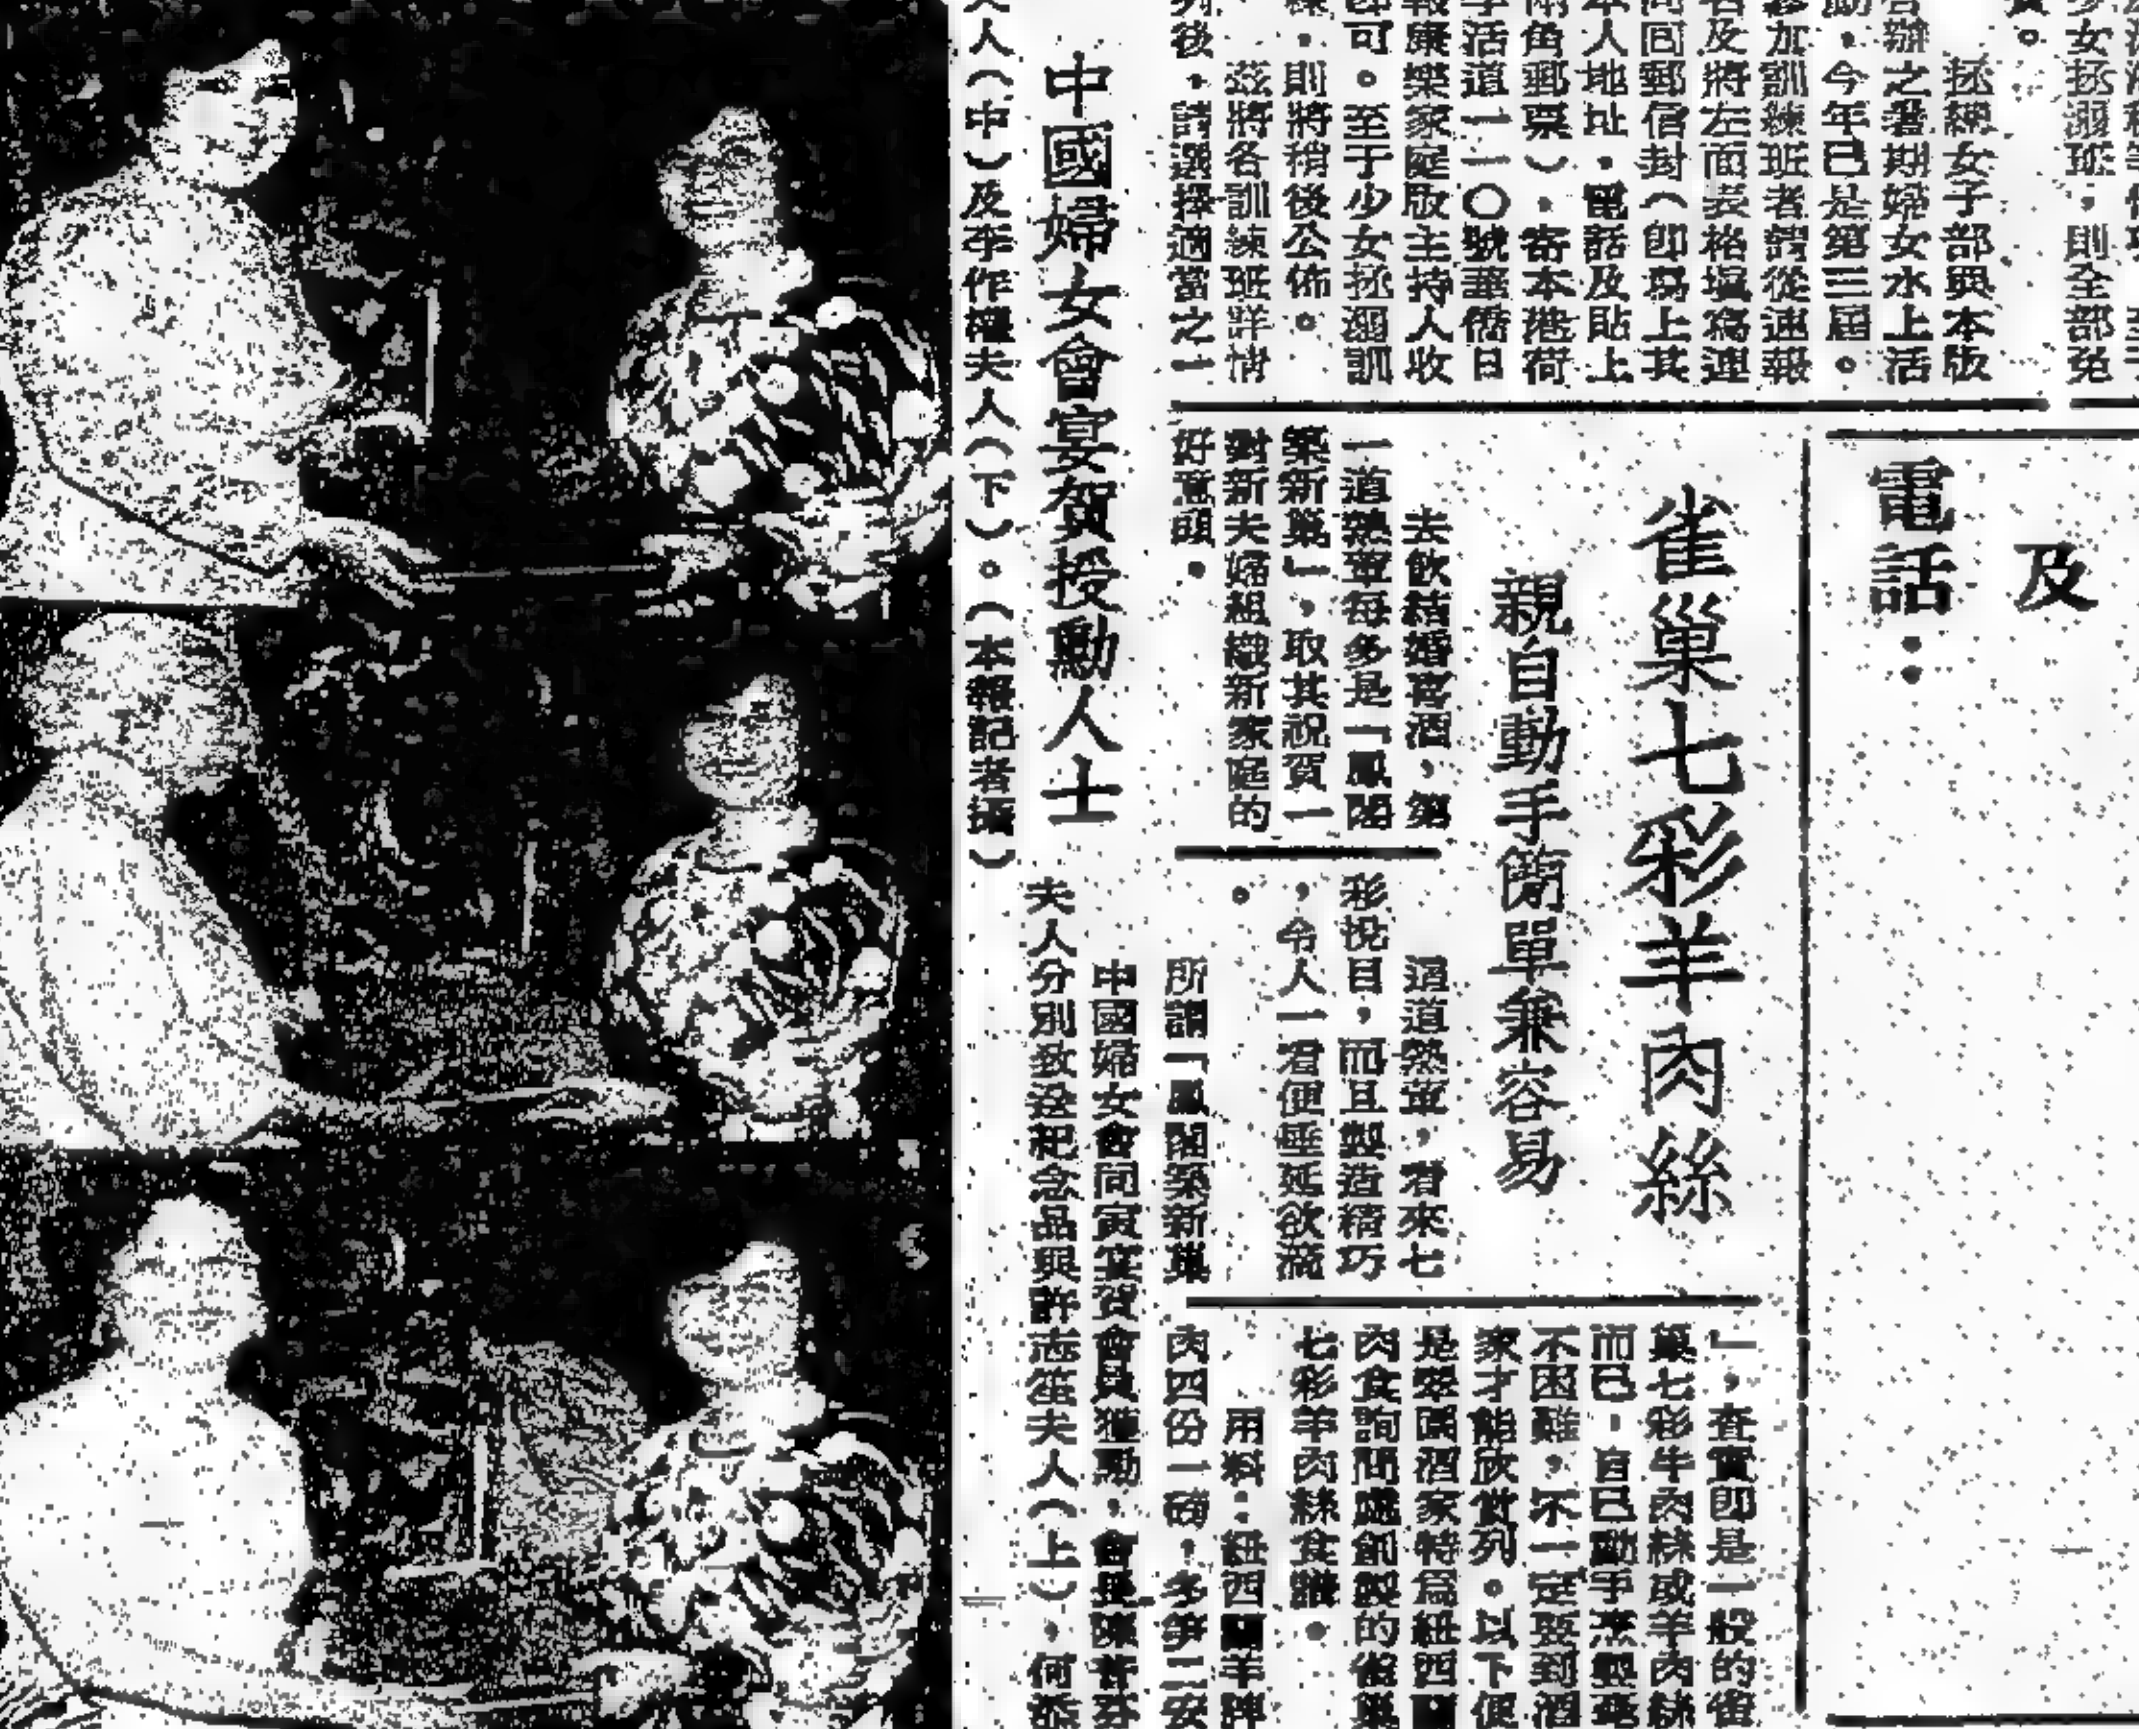 拯溺女子部與本版
合辦之暑期婦女水上活
動，今年已是第三屆。
參加訓練班者請從速報
名及將左面表格填寫連
同回郵信封（即寫上其
本人地址，電話及貼上
兩角郵票），寄本港荷
李活道一一〇號華僑日
報康樂家庭版主持人收
即可。至于少女拯溺訓
練，則將稍後公佈。
茲將各訓練班詳情
列後，請選擇適當之一
及
電話：
雀巢七彩羊肉絲
親自動手簡單兼容易
去飲結婚喜酒，第
一道熱葷每多是「鳳閣
築新巢」，取其祝賀一
對新夫婦組織新家庭的
好意頭。
這道熱葷，看來七
彩悅目，而且製造精巧
，令人一看便垂延欲滴
。
所謂「鳳閣築新巢
」，查實即是一般的雀
巢七彩牛肉絲或羊肉絲
而已，自己動手烹製毫
不困難，不一定要到酒
家才能欣賞列。以下便
是翠園酒家特爲紐西蘭
肉食詢問處創製的雀巢
七彩羊肉絲食譜。
用料：紐西蘭羊脾
肉四份一磅，多笋二安
中國婦女會宴賀授勳人士
中國婦女會同寅宴賀會員獲勳，會長陳許芬
夫人分別致送紀念品與許志笙夫人（上），何添
夫人（中）及李作權夫人（下）。（本報記者攝）